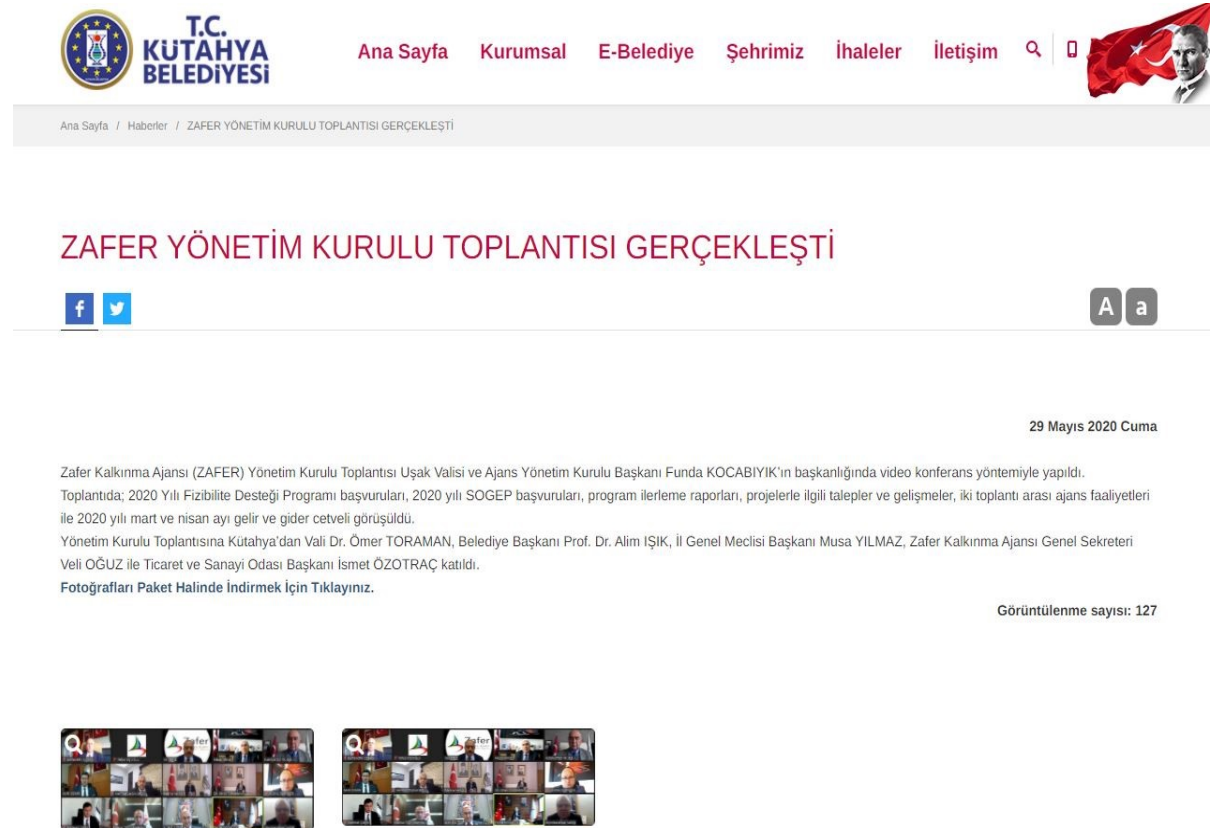 T.C.
KÜTAHYA
BELEDİYESİ
Ana Sayfa Kurumsal E-Belediye Şehrimiz İhaleler İletişim
Ana Sayfa / Haberler / ZAFER YÖNETİM KURULU TOPLANTISI GERÇEKLEŞTİ
ZAFER YÖNETİM KURULU TOPLANTISI GERÇEKLEŞTİ
f
A a
29 Mayıs 2020 Cuma
Zafer Kalkınma Ajansı (ZAFER) Yönetim Kurulu Toplantısı Uşak Valisi ve Ajans Yönetim Kurulu Başkanı Funda KOCABIYIK'ın başkanlığında video konferans yöntemiyle yapıldı.
Toplantıda; 2020 Yılı Fizibilite Desteği Programı başvuruları, 2020 yılı SOGEP başvuruları, program ilerleme raporları, projelerle ilgili talepler ve gelişmeler, iki toplantı arası ajans faaliyetleri
ile 2020 yılı mart ve nisan ayı gelir ve gider cetveli görüşüldü.
Yönetim Kurulu Toplantısına Kütahya'dan Vali Dr. Ömer TORAMAN, Belediye Başkanı Prof. Dr. Alim IŞIK, İl Genel Meclisi Başkanı Musa YILMAZ, Zafer Kalkınma Ajansı Genel Sekreteri
Veli OĞUZ ile Ticaret ve Sanayi Odası Başkanı İsmet ÖZOTRAÇ katıldı.
Fotoğrafları Paket Halinde İndirmek İçin Tıklayınız.
Görüntülenme sayısı: 127
Zafer
Zafer